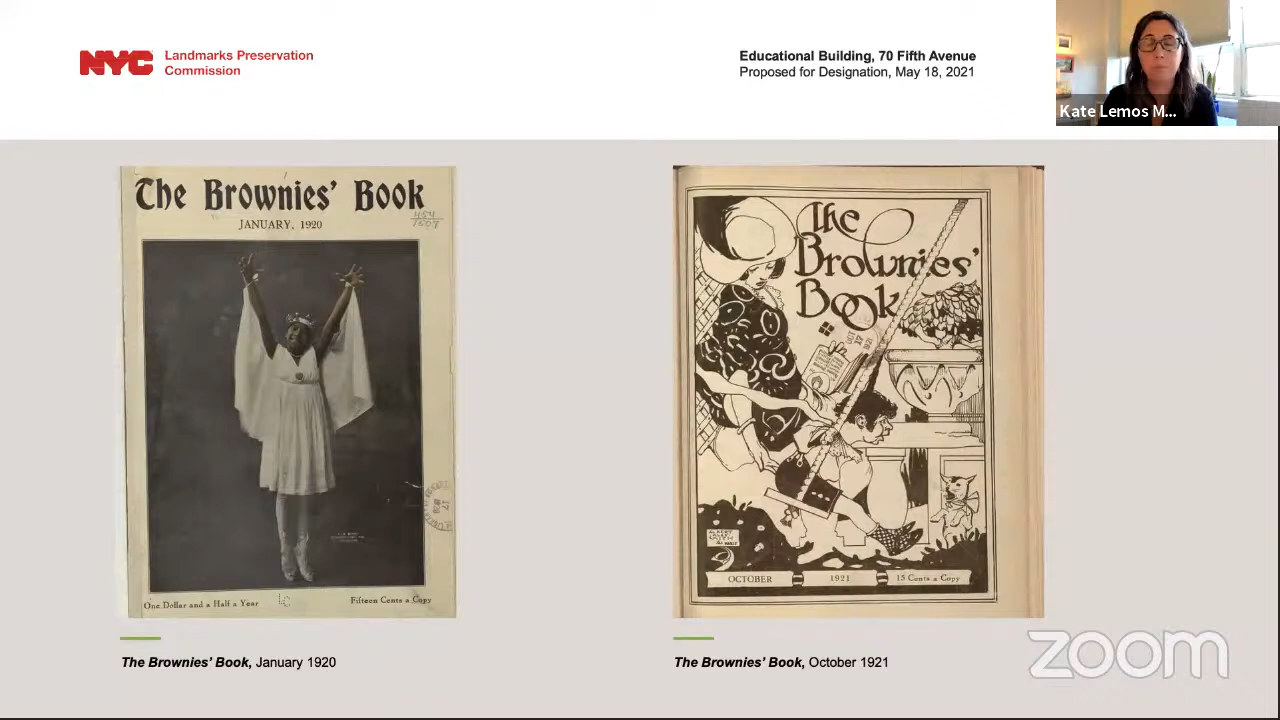 NYC Landmarks Preservation
Commission
Educational Building, 70 Fifth Avenue
Proposed for Designation, May 18, 2021
Kate Lemos M...
The Brownies' Book
JANUARY, 1920
One Dollar and a Half a Year
Fifteen Cents a Copy
The Brownies' Book, January 1920
The
Brownies'
Book
OCTOBER
1921
15 Cents a Copy
The Brownies' Book, October 1921
zoom